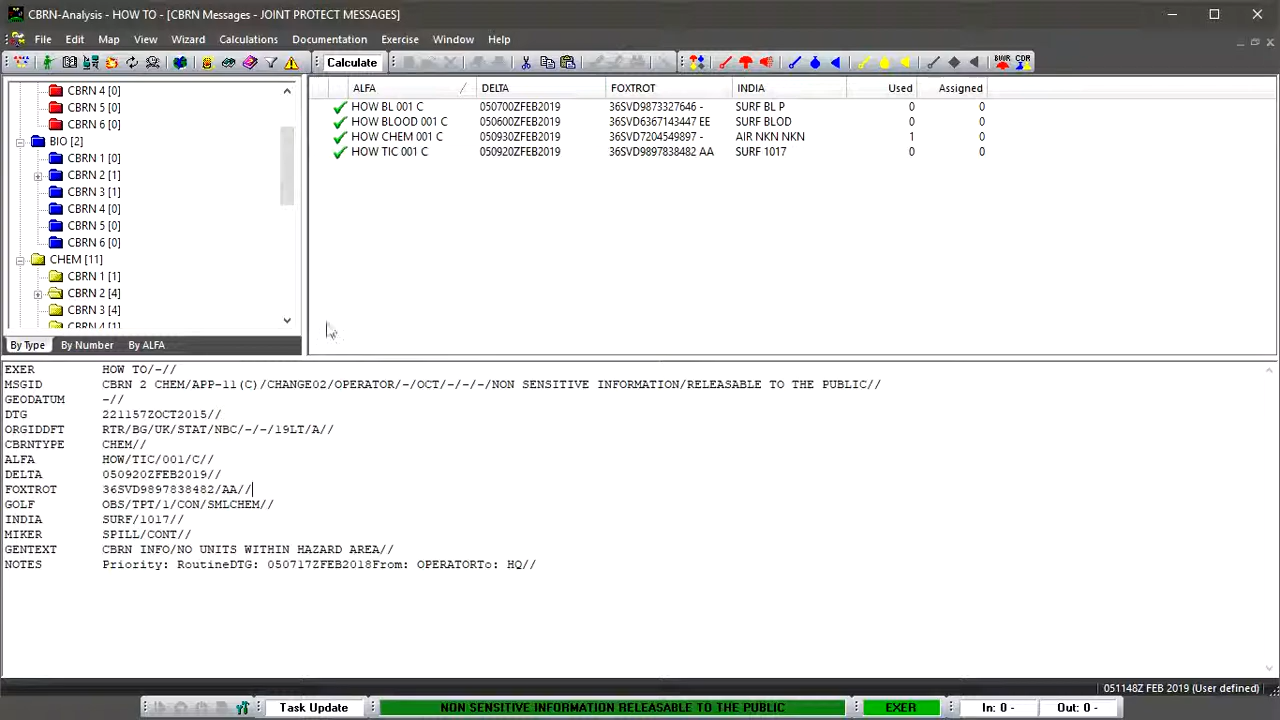 CBRN-Analysis - HOW TO - [CBRN Messages - JOINT PROTECT MESSAGES]
File Edit Map View Wizard Calculations Documentation Exercise Window Help
Calculate
BWR COR
CBRN 4 [0]
CBRN 5 [0]
CBRN 6 [0]
BIO [2]
CBRN 1 [0]
CBRN 2 [1]
CBRN 3 [1]
CBRN 4 [0]
CBRN 5 [0]
CBRN 6 [0]
CHEM [11]
CBRN 1 [1]
CBRN 2 [4]
CBRN 3 [4]
CBRN 4 [1]
By Type By Number By ALFA
ALFA DELTA FOXTROT INDIA Used Assigned
HOW BL 001 C 050700ZFEB2019 36SVD9873327646 - SURF BL P 0 0
HOW BLOOD 001 C 050600ZFEB2019 36SVD6367143447 EE SURF BLOD 0 0
HOW CHEM 001 C 050930ZFEB2019 36SVD7204549897 - AIR NKN NKN 1 0
HOW TIC 001 C 050920ZFEB2019 36SVD9897838482 AA SURF 1017 0 0
EXER HOW TO/-//
MSGID CBRN 2 CHEM/APP-11(C)/CHANGE02/OPERATOR/-/OCT/-/-/-/NON SENSITIVE INFORMATION/RELEASABLE TO THE PUBLIC//
GEODATUM -//
DTG 221157ZOCT2015//
ORGIDDFT RTR/BG/UK/STAT/NBC/-/-/19LT/A//
CBRNTYPE CHEM//
ALFA HOW/TIC/001/C//
DELTA 050920ZFEB2019//
FOXTROT 36SVD9897838482/AA//
GOLF OBS/TPT/1/CON/SMLCHEM//
INDIA SURF/1017//
MIKER SPILL/CONT//
GENTEXT CBRN INFO/NO UNITS WITHIN HAZARD AREA//
NOTES Priority: RoutineDTG: 050717ZFEB2018From: OPERATORTo: HQ//
051148Z FEB 2019 (User defined)
Task Update NON SENSITIVE INFORMATION RELEASABLE TO THE PUBLIC EXER In: 0 - Out: 0 -